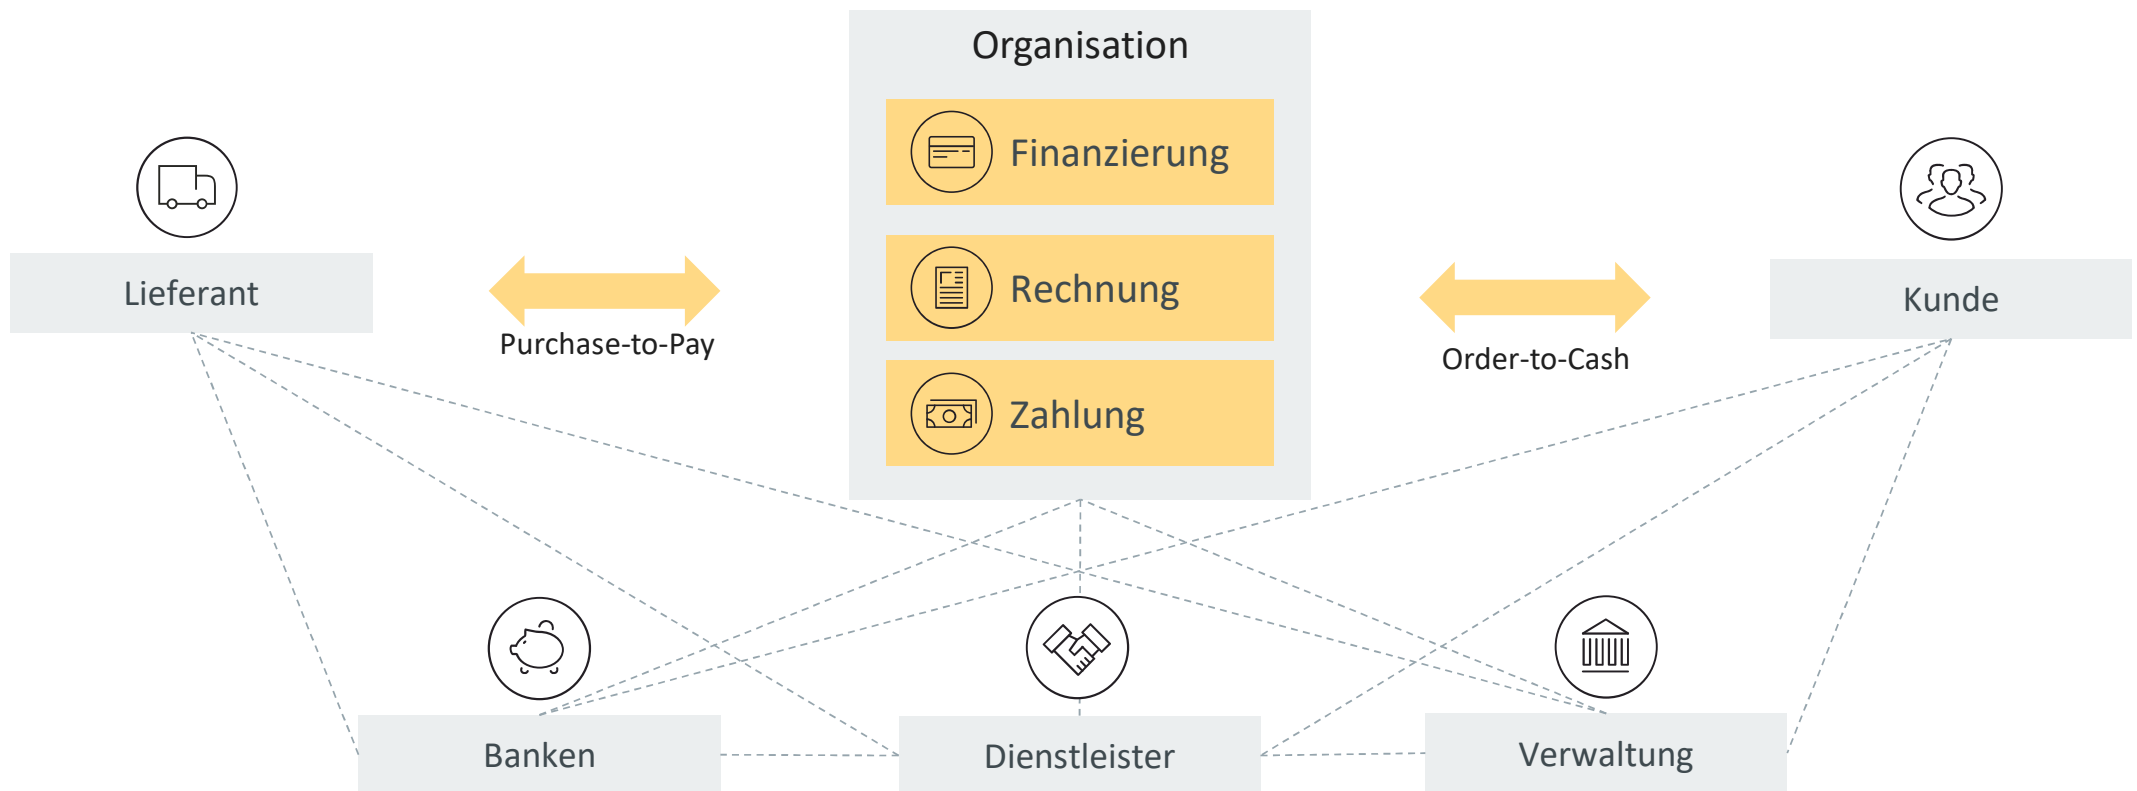 Organisation
Finanzierung
Lieferant
Rechnung
Kunde
Purchase-to-Pay
Order-to-Cash
Zahlung
Banken
Dienstleister
Verwaltung